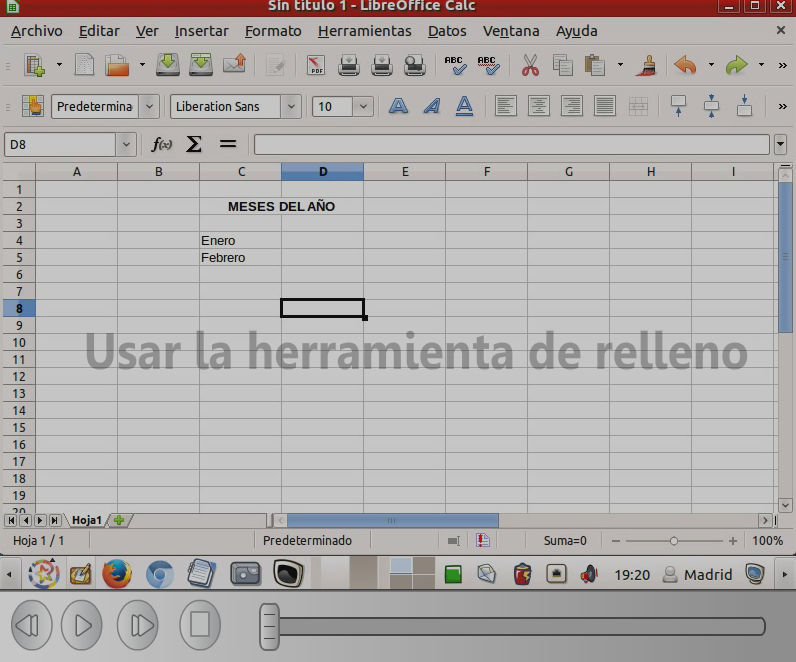 Sin título 1 - LibreOffice Calc
Archivo Editar Ver Insertar Formato Herramientas Datos Ventana Ayuda
PDF ABC ABC
Predetermina Liberation Sans 10
D8 f(x) Σ =
A B C D E F G H I
1
2 MESES DEL AÑO
3
4 Enero
5 Febrero
6
7
8
9
10
Usar la herramienta de relleno
11
12
13
14
15
16
17
18
19
20
Hoja1
Hoja 1 / 1 Predeterminado Suma=0 100%
19:20 Madrid